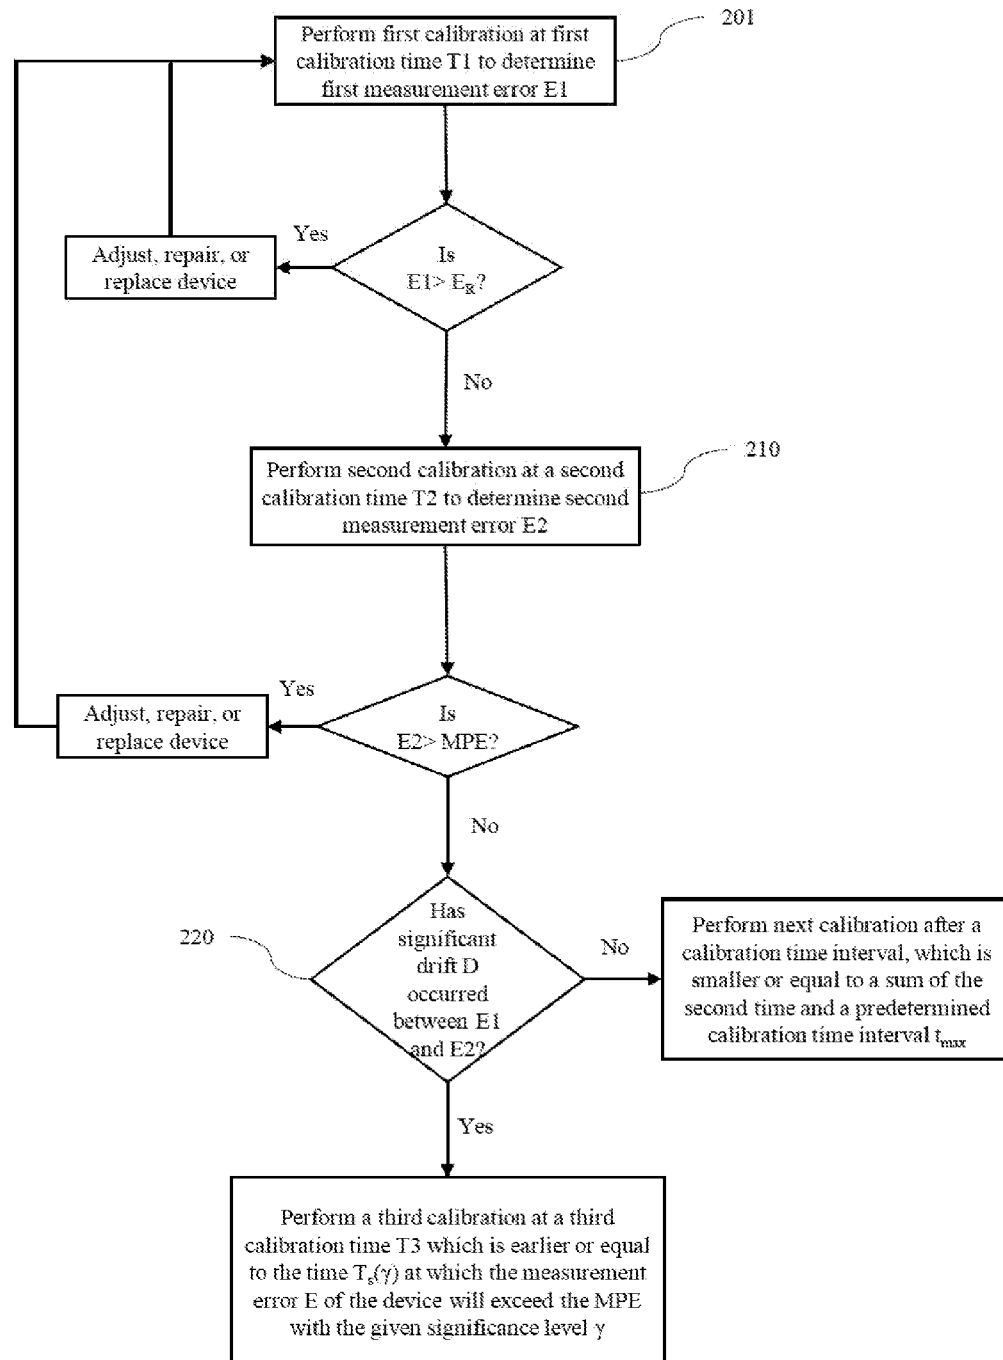 201
Perform first calibration at first
calibration time T1 to determine
first measurement error E1
Yes
Adjust, repair, or
replace device
Is
E1> E_R?
No
210
Perform second calibration at a second
calibration time T2 to determine second
measurement error E2
Yes
Adjust, repair, or
replace device
Is
E2> MPE?
No
220
Has
significant
drift D
occurred
between E1
and E2?
No
Perform next calibration after a
calibration time interval, which is
smaller or equal to a sum of the
second time and a predetermined
calibration time interval t_max
Yes
Perform a third calibration at a third
calibration time T3 which is earlier or equal
to the time T_s(γ) at which the measurement
error E of the device will exceed the MPE
with the given significance level γ